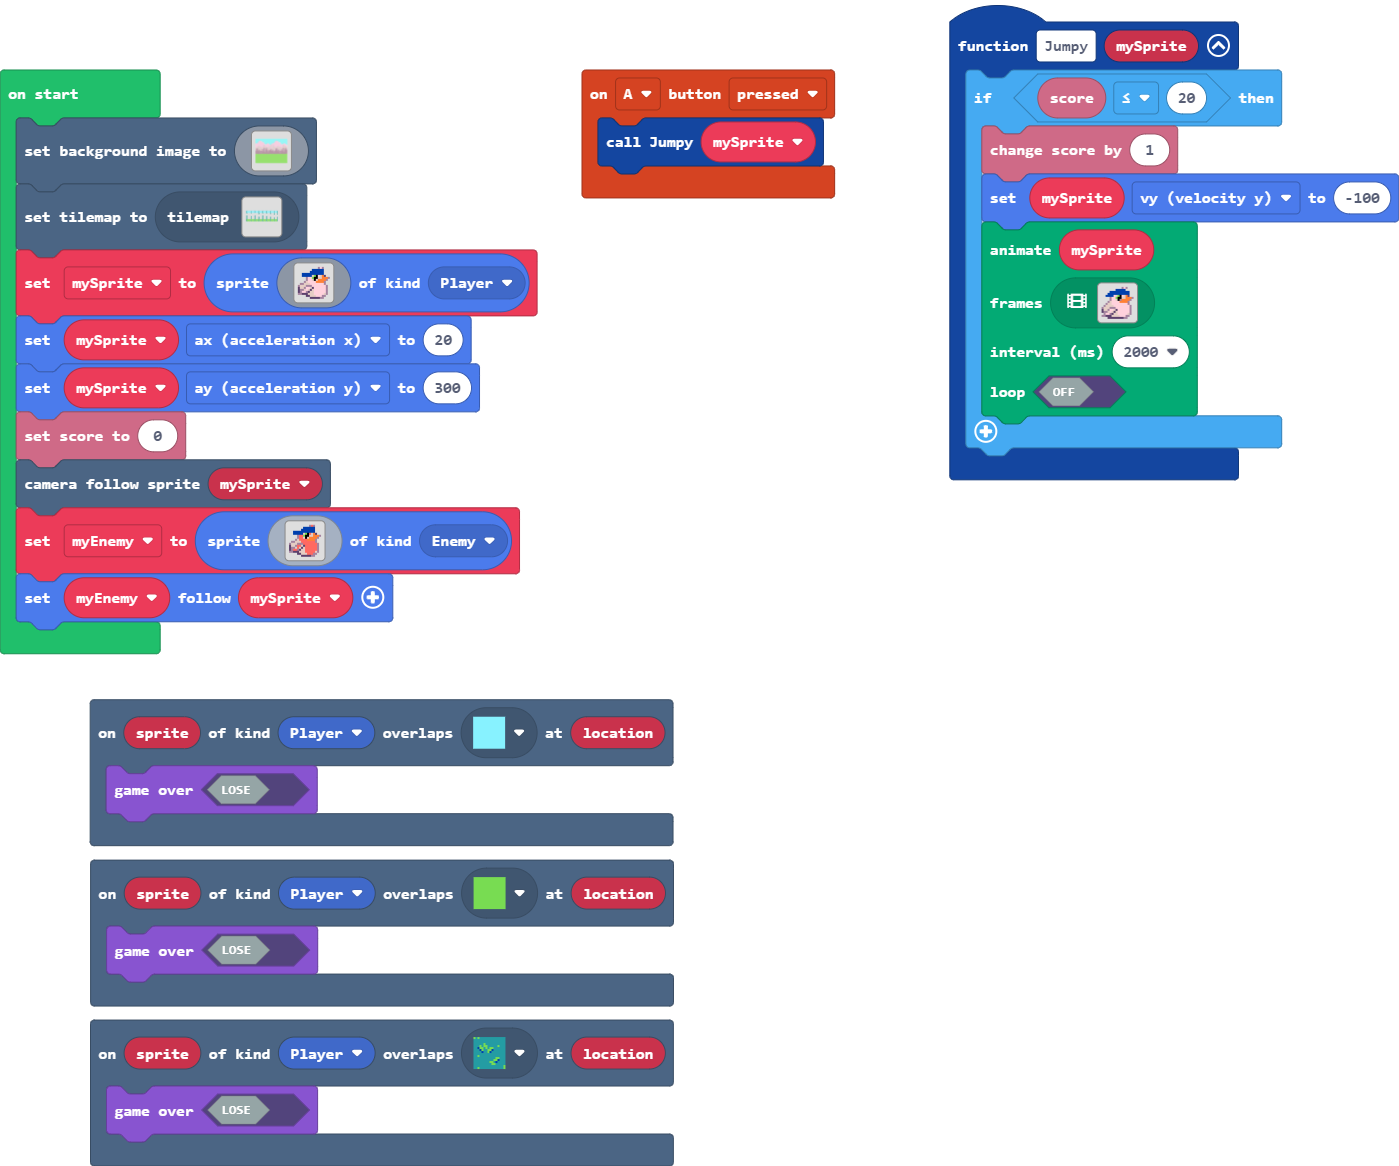 on start
set background image to
set tilemap to tilemap
set mySprite to sprite of kind Player
set mySprite ax (acceleration x) to 20
set mySprite ay (acceleration y) to 300
set score to 0
camera follow sprite mySprite
set myEnemy to sprite of kind Enemy
set myEnemy follow mySprite
on A button pressed
call Jumpy mySprite
function Jumpy mySprite
if score ≤ 20 then
change score by 1
set mySprite vy (velocity y) to -100
animate mySprite
frames
interval (ms) 2000
loop OFF
on sprite of kind Player overlaps at location
game over LOSE
on sprite of kind Player overlaps at location
game over LOSE
on sprite of kind Player overlaps at location
game over LOSE